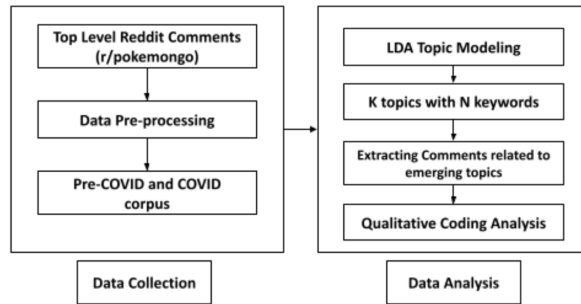 Top Level Reddit Comments
(r/pokemongo)
Data Pre-processing
Pre-COVID and COVID
corpus
Data Collection
LDA Topic Modeling
K topics with N keywords
Extracting Comments related to
emerging topics
Qualitative Coding Analysis
Data Analysis